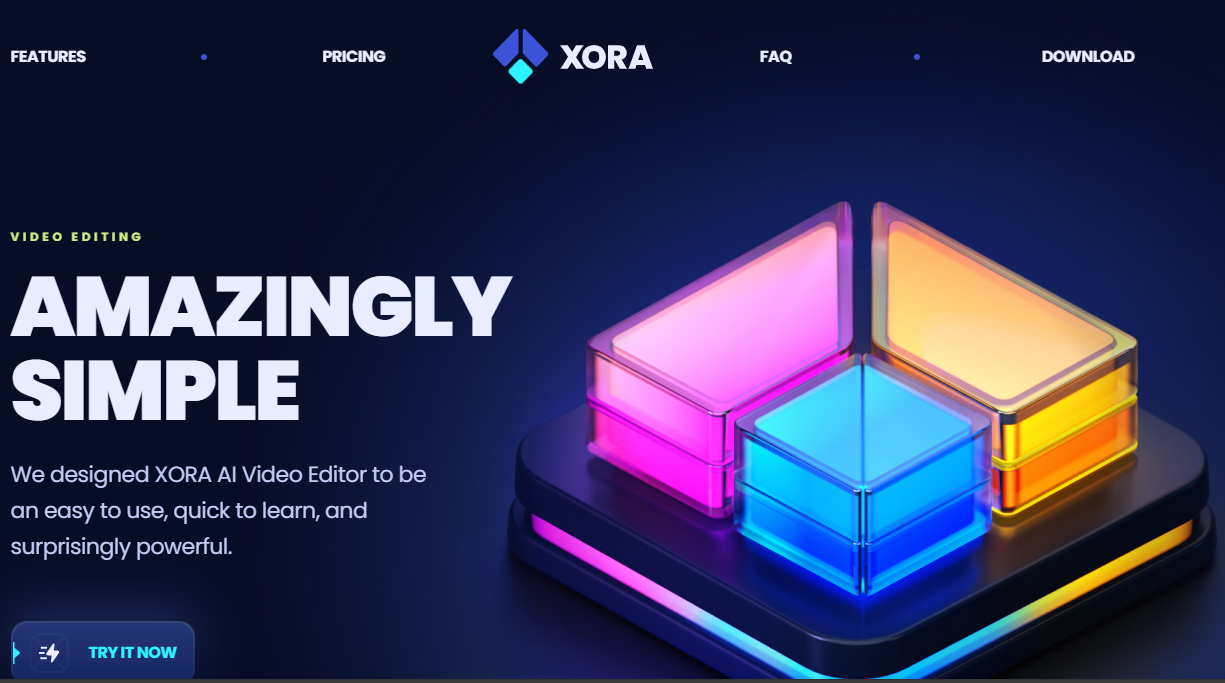 FEATURES
PRICING
XORA
FAQ
DOWNLOAD
VIDEO EDITING
AMAZINGLY
SIMPLE
We designed XORA AI Video Editor to be
an easy to use, quick to learn, and
surprisingly powerful.
TRY IT NOW